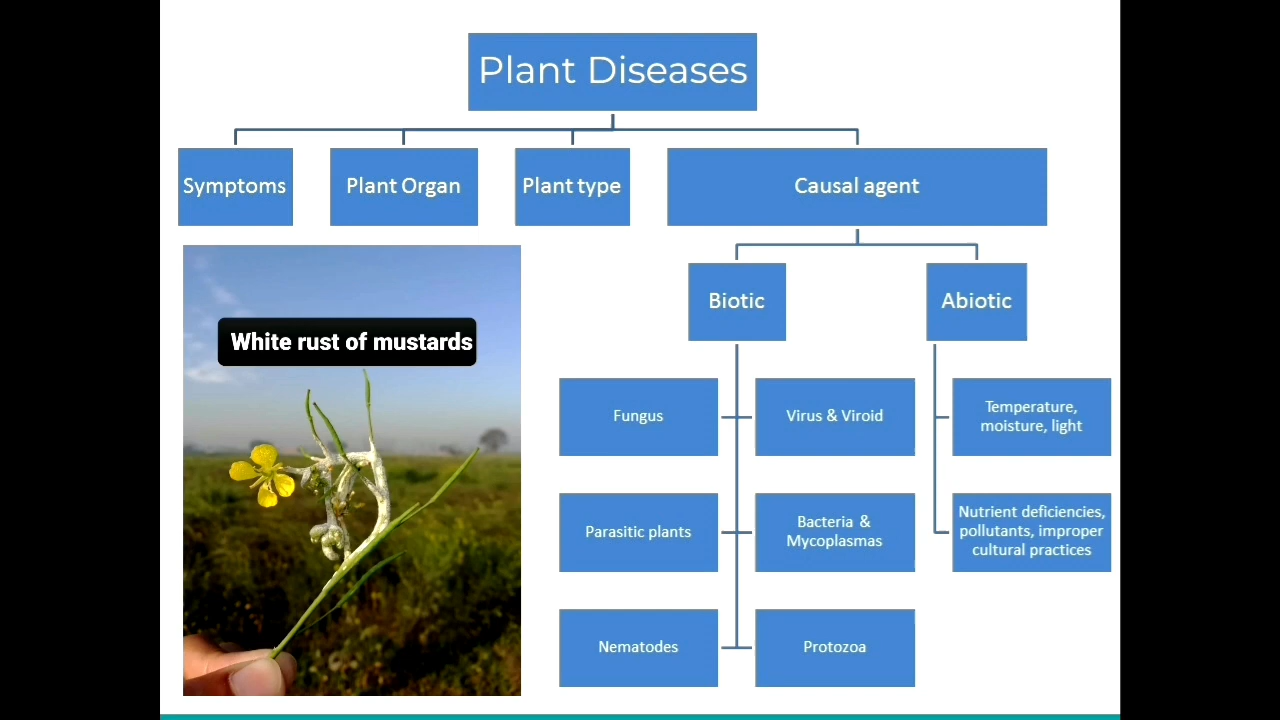 Plant Diseases
Symptoms
Plant Organ
Plant type
Causal agent
Biotic
Abiotic
White rust of mustards
Fungus
Virus & Viroid
Temperature,
moisture, light
Parasitic plants
Bacteria &
Mycoplasmas
Nutrient deficiencies,
pollutants, improper
cultural practices
Nematodes
Protozoa